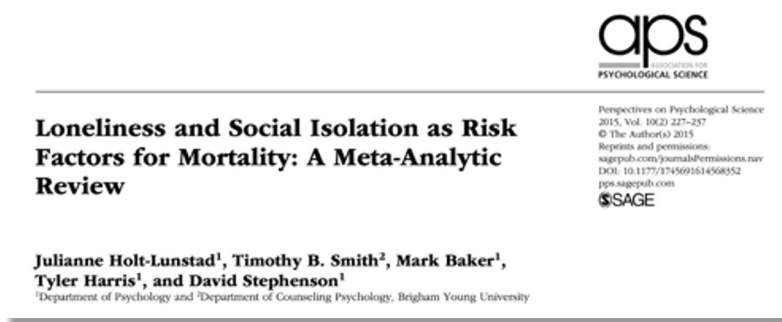 aps
ASSOCIATION FOR
PSYCHOLOGICAL SCIENCE
Loneliness and Social Isolation as Risk
Factors for Mortality: A Meta-Analytic
Review
Perspectives on Psychological Science
2015, Vol. 10(2) 227–237
© The Author(s) 2015
Reprints and permissions:
sagepub.com/journalsPermissions.nav
DOI: 10.1177/1745691614568352
pps.sagepub.com
SAGE
Julianne Holt-Lunstad¹, Timothy B. Smith², Mark Baker¹,
Tyler Harris¹, and David Stephenson¹
¹Department of Psychology and ²Department of Counseling Psychology, Brigham Young University